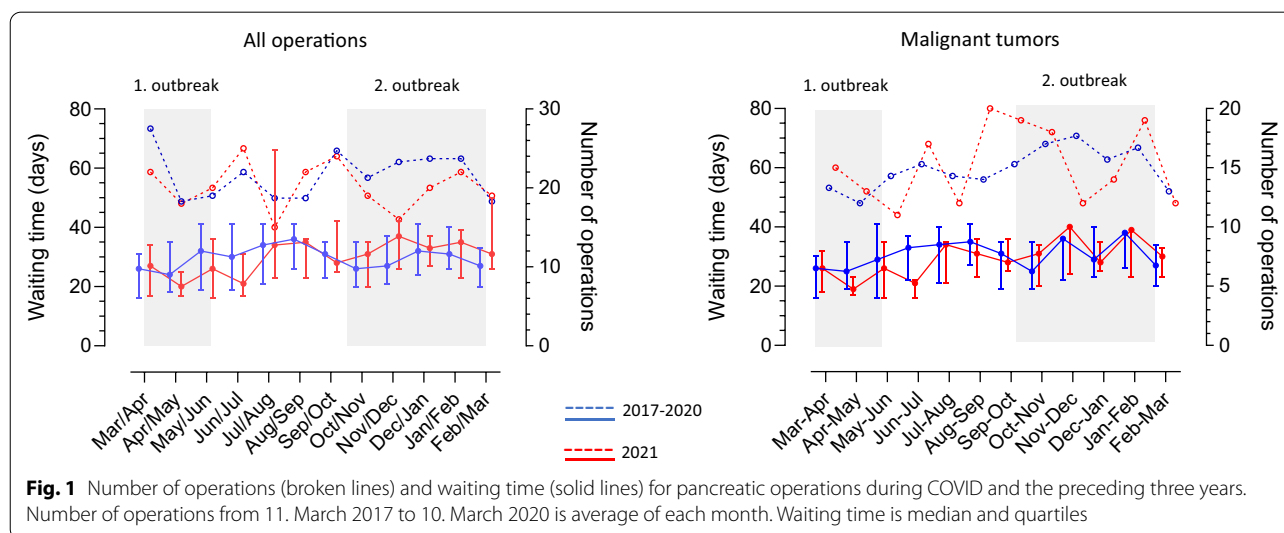 All operations
1. outbreak
2. outbreak
Waiting time (days)
80
60
40
20
0
30
20
10
0
Number of operations
Mar/Apr
Apr/May
May/Jun
Jun/Jul
Jul/Aug
Aug/Sep
Sep/Oct
Oct/Nov
Nov/Dec
Dec/Jan
Jan/Feb
Feb/Mar
Malignant tumors
1. outbreak
2. outbreak
Waiting time (days)
80
60
40
20
0
20
15
10
5
0
Number of operations
Mar-Apr
Apr-May
May-Jun
Jun-Jul
Jul-Aug
Aug-Sep
Sep-Oct
Oct-Nov
Nov-Dec
Dec-Jan
Jan-Feb
Feb-Mar
2017-2020
2021
Fig. 1 Number of operations (broken lines) and waiting time (solid lines) for pancreatic operations during COVID and the preceding three years.
Number of operations from 11. March 2017 to 10. March 2020 is average of each month. Waiting time is median and quartiles